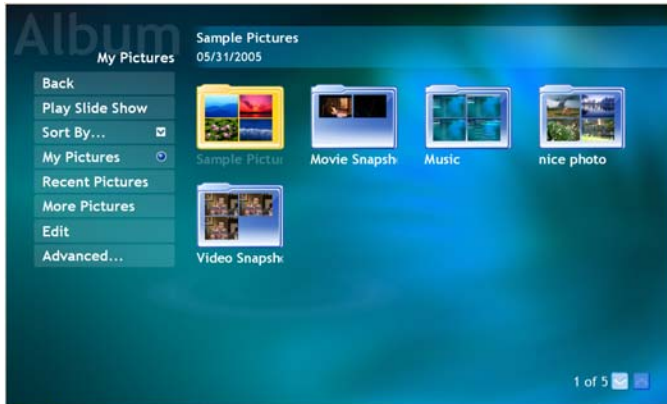 Album
My Pictures
Sample Pictures
05/31/2005
Back
Play Slide Show
Sort By...
My Pictures
Recent Pictures
More Pictures
Edit
Advanced...
Sample Pictur
Movie Snapsh
Music
nice photo
Video Snapsh
1 of 5